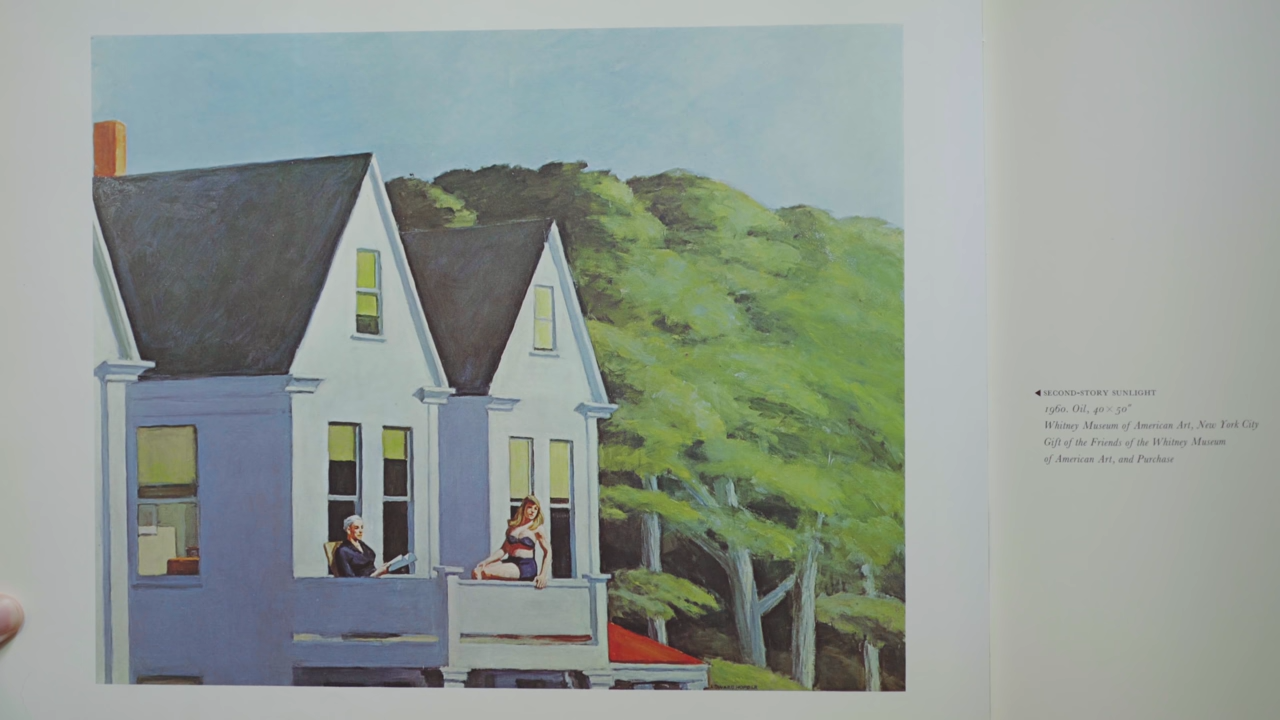 ◀ SECOND-STORY SUNLIGHT
1960. Oil, 40 × 50"
Whitney Museum of American Art, New York City
Gift of the Friends of the Whitney Museum
of American Art, and Purchase